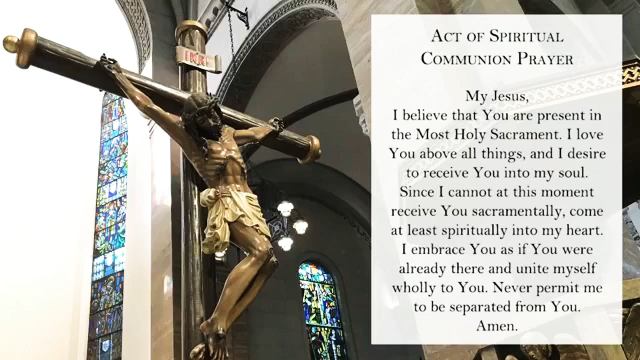 INRI
Act of Spiritual
Communion Prayer
My Jesus,
I believe that You are present in
the Most Holy Sacrament. I love
You above all things, and I desire
to receive You into my soul.
Since I cannot at this moment
receive You sacramentally, come
at least spiritually into my heart.
I embrace You as if You were
already there and unite myself
wholly to You. Never permit me
to be separated from You.
Amen.